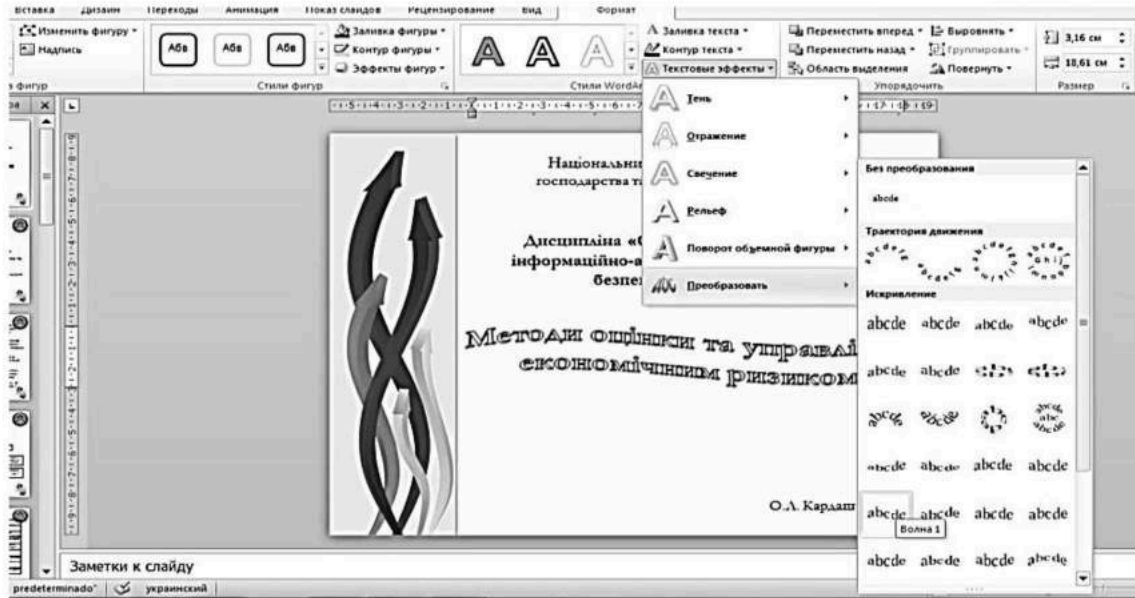 Вставка Дизайн Переходы Анимация Показ слайдов Рецензирование Вид Формат
Изменить фигуру
Надпись
Абв Абв Абв
Заливка фигуры
Контур фигуры
Эффекты фигур
Заливка текста
Контур текста
Текстовые эффекты
Переместить вперед
Переместить назад
Область выделения
Выровнять
Группировать
Повернуть
3,16 см
18,61 см
фигур Стили фигур Стили WordAr Упорядочить Размер
Тень
Отражение
Свечение
Рельеф
Поворот объемной фигуры
Преобразовать
Без преобразования
abcde
Траектория движения
Искривление
abcde abcde abcde abcde
abcde abcde
abcde abcde abcde abcde
abcde abcde abcde abcde
Волна 1
abcde abcde abcde abcde
Національни
господарства т
Дисципліна «
інформаційно-а
безпе
Методи оцінки та управлі
економічним ризиком
О.Л. Кардаш
Заметки к слайду
predeterminado" украинский